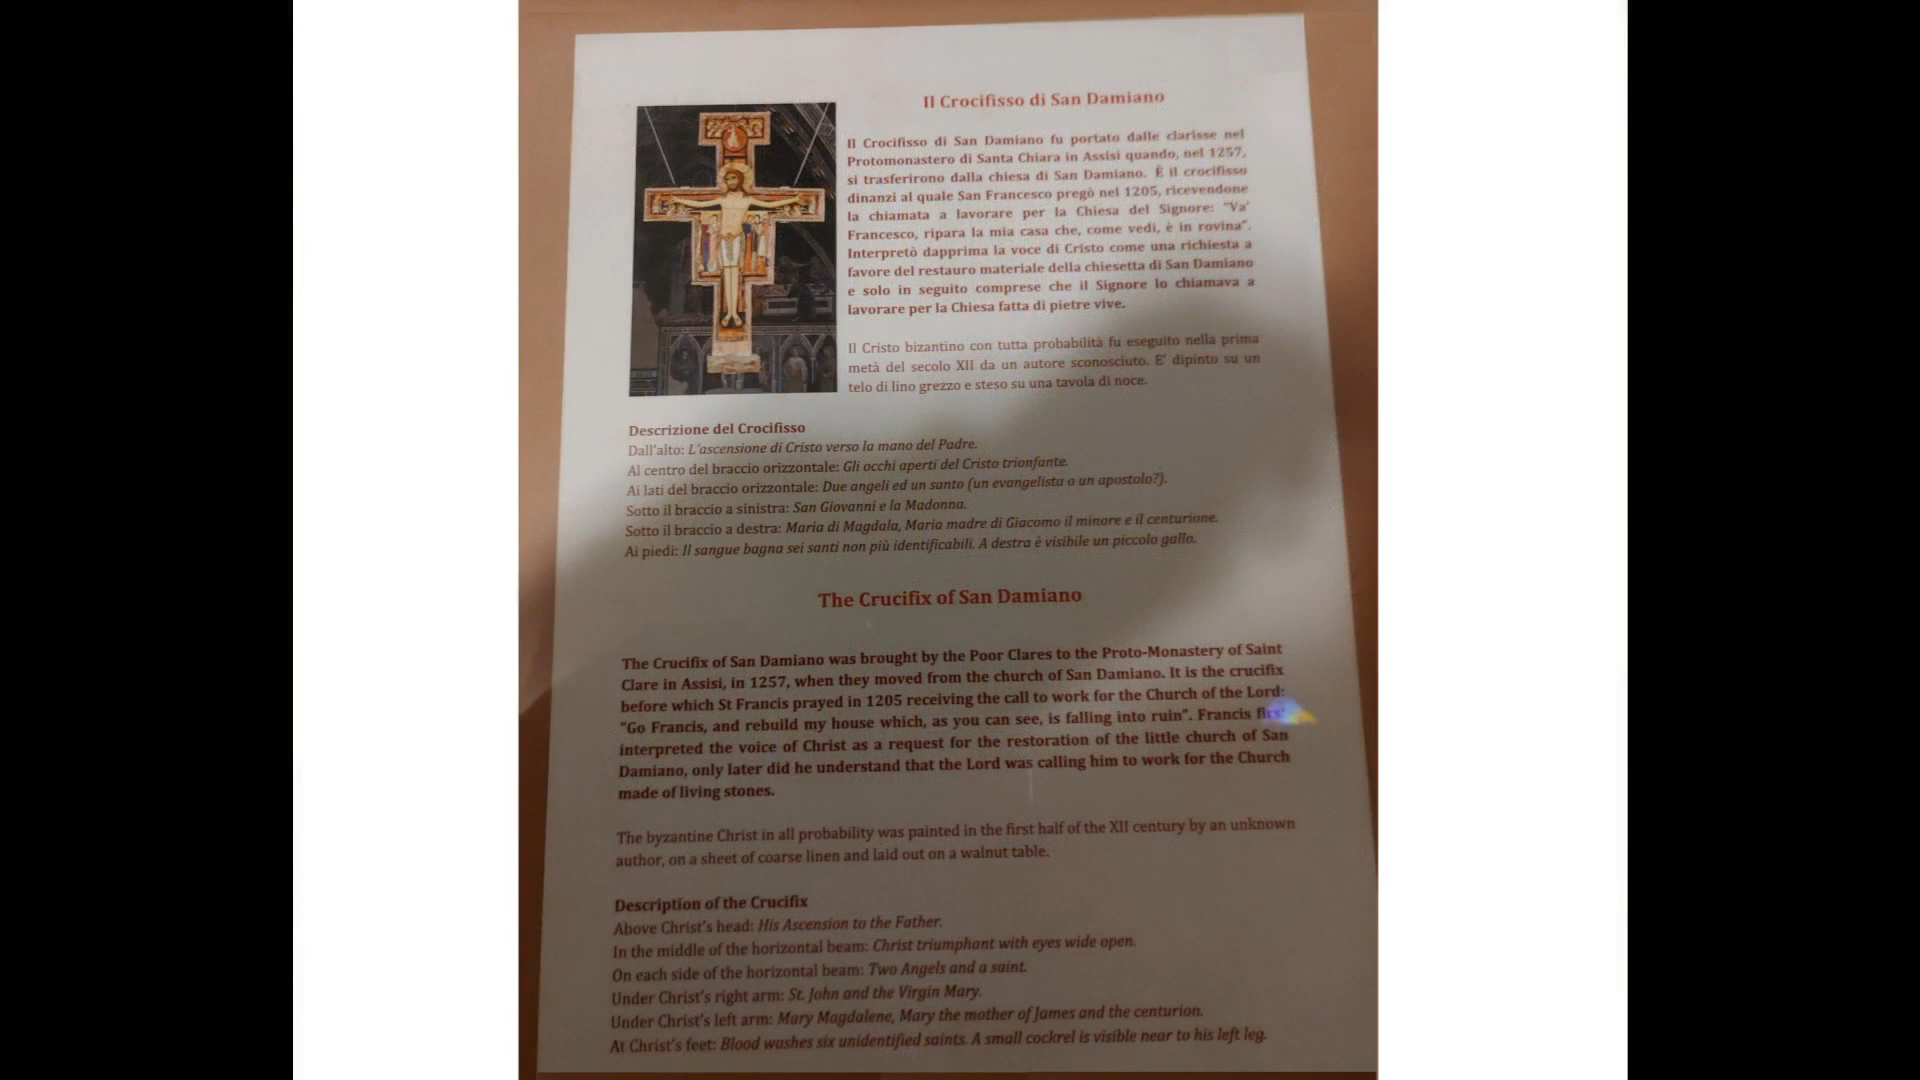 Il Crocifisso di San Damiano
Il Crocifisso di San Damiano fu portato dalle clarisse nel
Protomonastero di Santa Chiara in Assisi quando, nel 1257,
si trasferirono dalla chiesa di San Damiano. È il crocifisso
dinanzi al quale San Francesco pregò nel 1205, ricevendone
la chiamata a lavorare per la Chiesa del Signore: "Va'
Francesco, ripara la mia casa che, come vedi, è in rovina".
Interpretò dapprima la voce di Cristo come una richiesta a
favore del restauro materiale della chiesetta di San Damiano
e solo in seguito comprese che il Signore lo chiamava a
lavorare per la Chiesa fatta di pietre vive.
Il Cristo bizantino con tutta probabilità fu eseguito nella prima
metà del secolo XII da un autore sconosciuto. E' dipinto su un
telo di lino grezzo e steso su una tavola di noce.
Descrizione del Crocifisso
Dall'alto: L'ascensione di Cristo verso la mano del Padre.
Al centro del braccio orizzontale: Gli occhi aperti del Cristo trionfante.
Ai lati del braccio orizzontale: Due angeli ed un santo (un evangelista o un apostolo?).
Sotto il braccio a sinistra: San Giovanni e la Madonna.
Sotto il braccio a destra: Maria di Magdala, Maria madre di Giacomo il minore e il centurione.
Ai piedi: Il sangue bagna sei santi non più identificabili. A destra è visibile un piccolo gallo.
The Crucifix of San Damiano
The Crucifix of San Damiano was brought by the Poor Clares to the Proto-Monastery of Saint
Clare in Assisi, in 1257, when they moved from the church of San Damiano. It is the crucifix
before which St Francis prayed in 1205 receiving the call to work for the Church of the Lord:
"Go Francis, and rebuild my house which, as you can see, is falling into ruin". Francis first
interpreted the voice of Christ as a request for the restoration of the little church of San
Damiano, only later did he understand that the Lord was calling him to work for the Church
made of living stones.
The byzantine Christ in all probability was painted in the first half of the XII century by an unknown
author, on a sheet of coarse linen and laid out on a walnut table.
Description of the Crucifix
Above Christ's head: His Ascension to the Father.
In the middle of the horizontal beam: Christ triumphant with eyes wide open.
On each side of the horizontal beam: Two Angels and a saint.
Under Christ's right arm: St. John and the Virgin Mary.
Under Christ's left arm: Mary Magdalene, Mary the mother of James and the centurion.
At Christ's feet: Blood washes six unidentified saints. A small cockrel is visible near to his left leg.